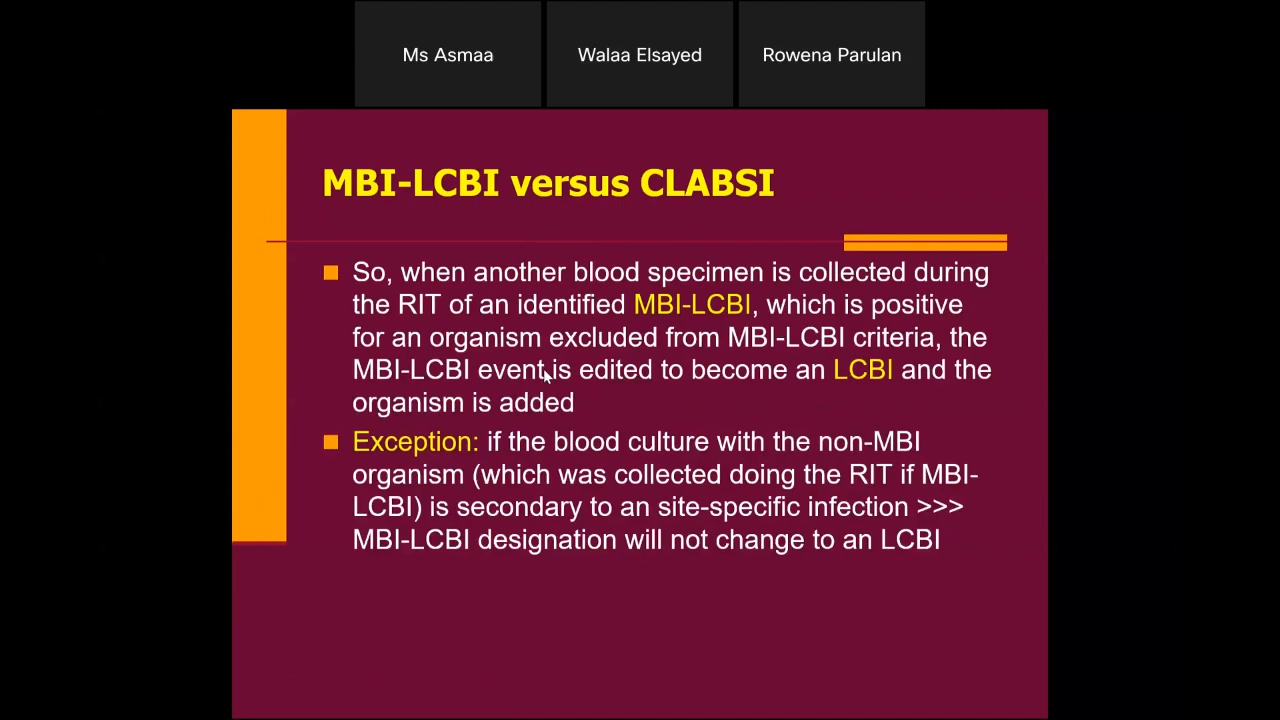 Ms Asmaa
Walaa Elsayed
Rowena Parulan
MBI-LCBI versus CLABSI
So, when another blood specimen is collected during
the RIT of an identified MBI-LCBI, which is positive
for an organism excluded from MBI-LCBI criteria, the
MBI-LCBI event is edited to become an LCBI and the
organism is added
Exception: if the blood culture with the non-MBI
organism (which was collected doing the RIT if MBI-
LCBI) is secondary to an site-specific infection >>>
MBI-LCBI designation will not change to an LCBI